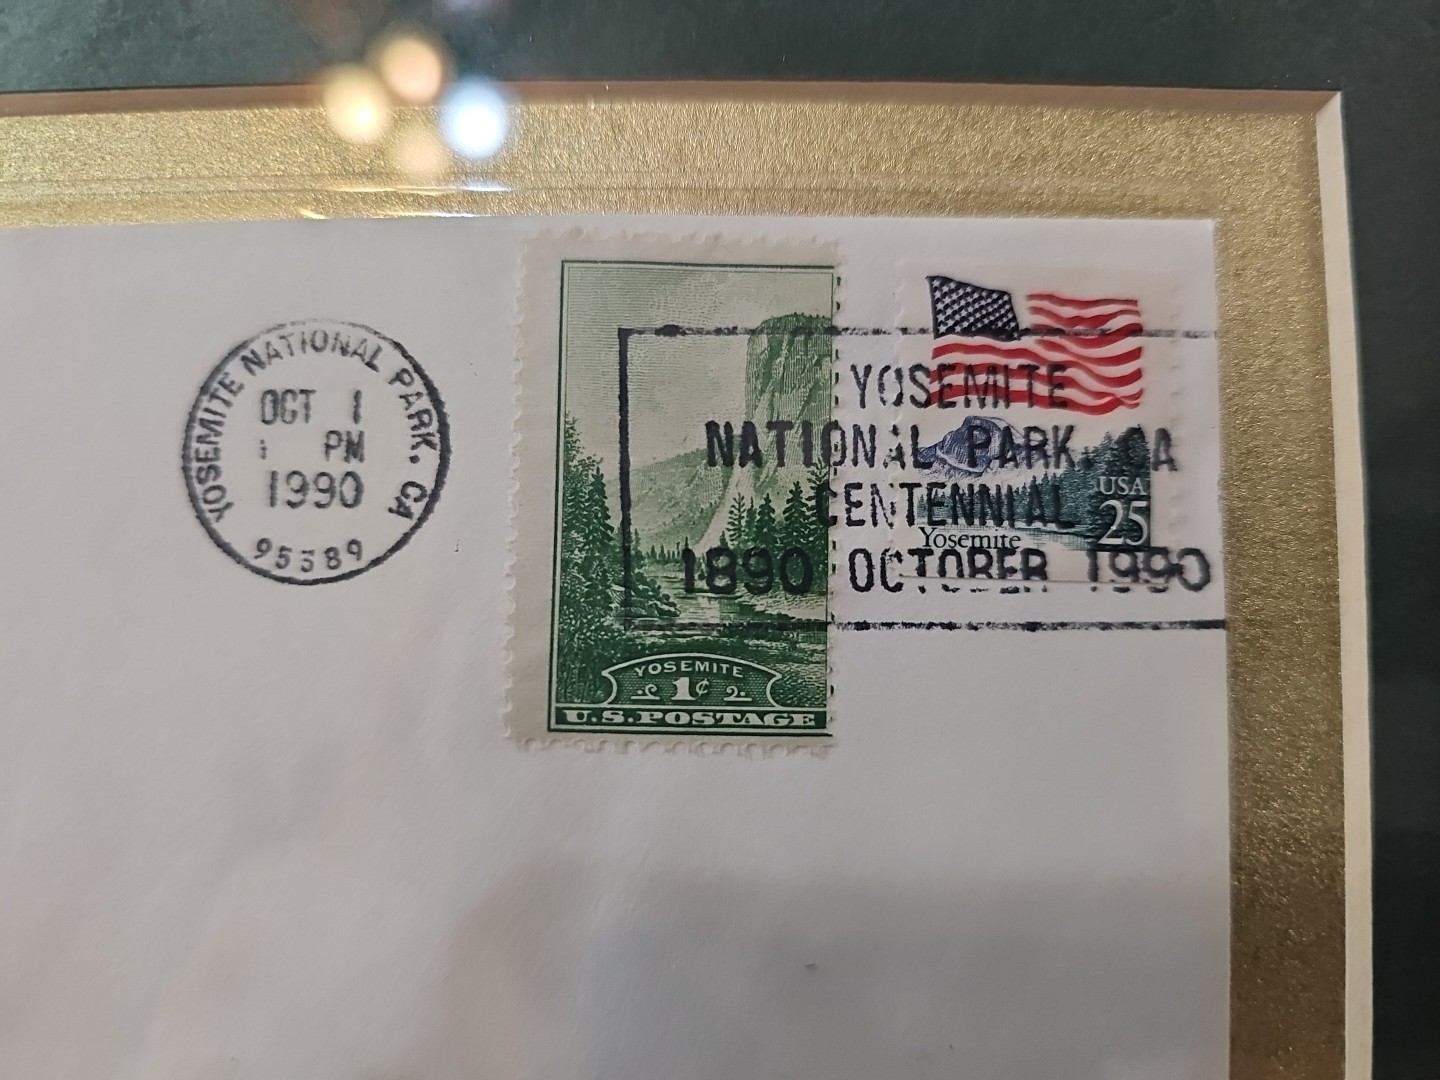 YOSEMITE NATIONAL PARK, CA
OCT 1
PM
1990
95389
YOSEMITE
1¢
U.S. POSTAGE
USA
25
Yosemite
YOSEMITE
NATIONAL PARK, CA
CENTENNIAL
1890 OCTOBER 1990